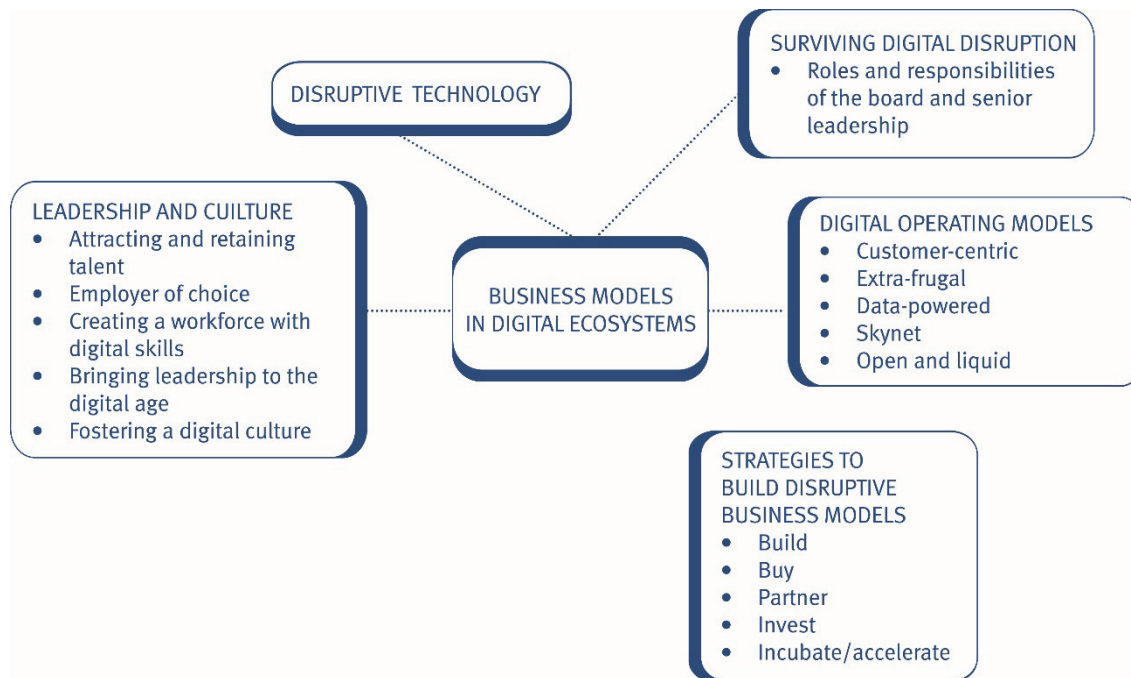 DISRUPTIVE TECHNOLOGY
SURVIVING DIGITAL DISRUPTION
• Roles and responsibilities
of the board and senior
leadership
LEADERSHIP AND CUILTURE
• Attracting and retaining
talent
• Employer of choice
• Creating a workforce with
digital skills
• Bringing leadership to the
digital age
• Fostering a digital culture
BUSINESS MODELS
IN DIGITAL ECOSYSTEMS
DIGITAL OPERATING MODELS
• Customer-centric
• Extra-frugal
• Data-powered
• Skynet
• Open and liquid
STRATEGIES TO
BUILD DISRUPTIVE
BUSINESS MODELS
• Build
• Buy
• Partner
• Invest
• Incubate/accelerate